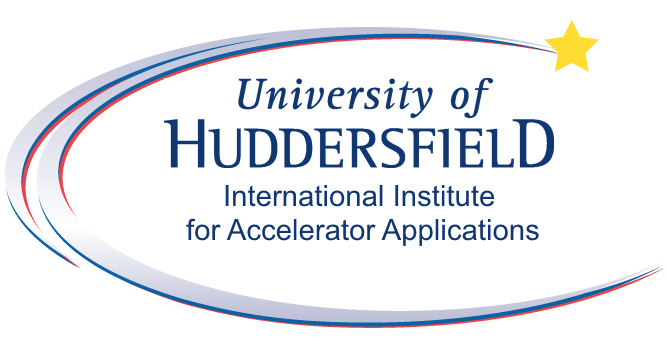 University of
HUDDERSFIELD
International Institute
for Accelerator Applications